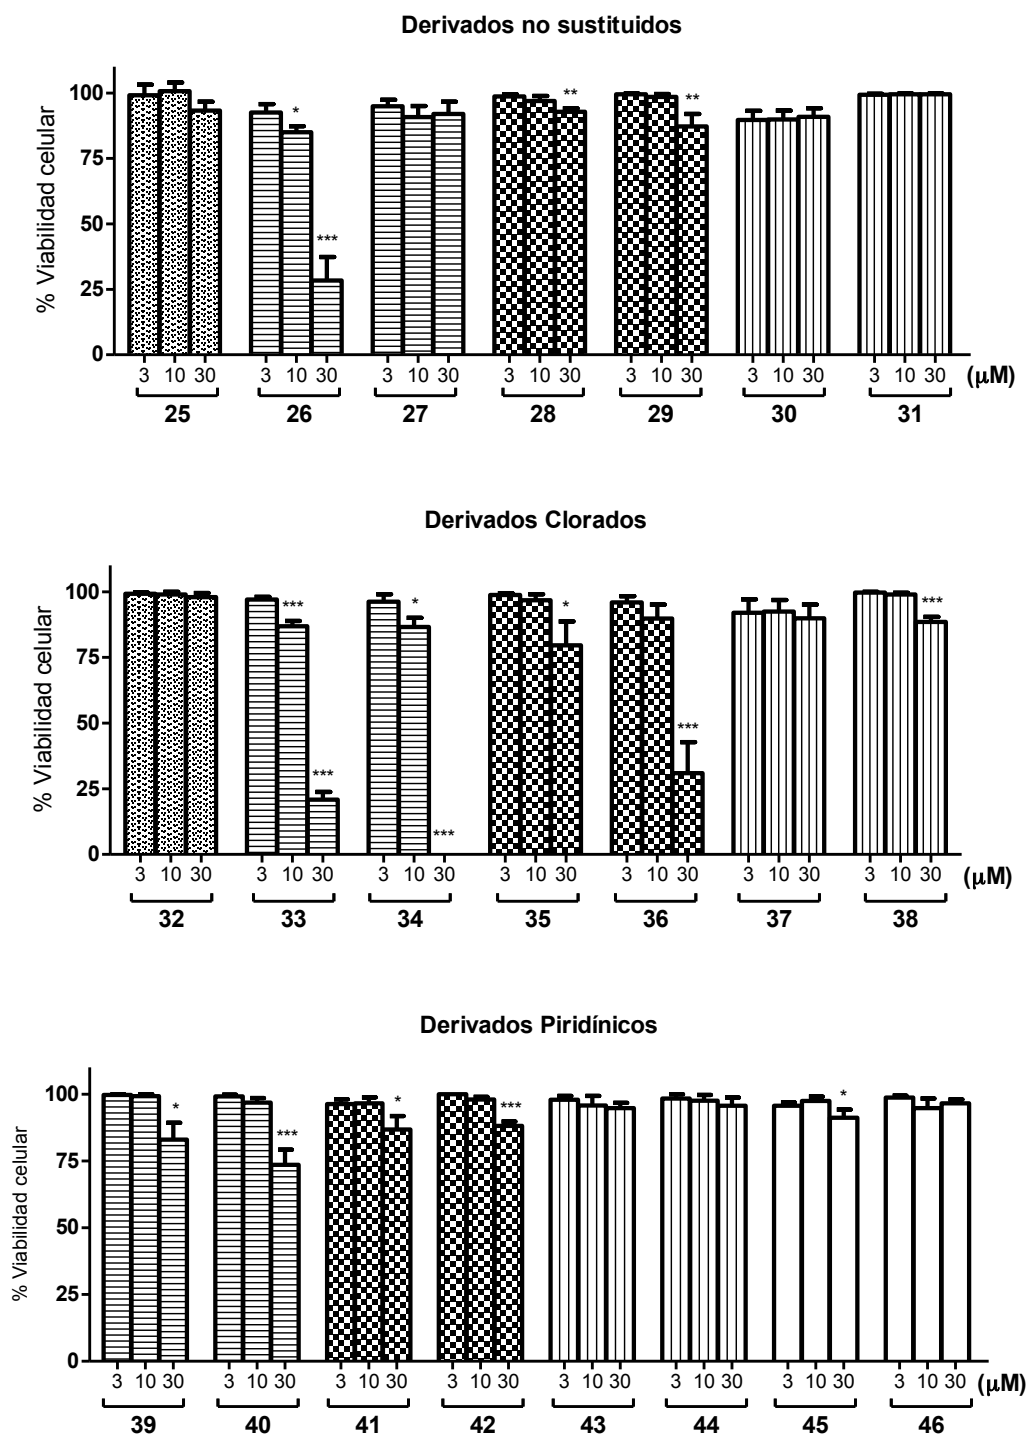 Derivados no sustituidos
% Viabilidad celular
100
75
50
25
0
* *** ** **
3 10 30 3 10 30 3 10 30 3 10 30 3 10 30 3 10 30 3 10 30 (μM)
25 26 27 28 29 30 31
Derivados Clorados
% Viabilidad celular
100
75
50
25
0
*** *** * *** * *** ***
3 10 30 3 10 30 3 10 30 3 10 30 3 10 30 3 10 30 3 10 30 (μM)
32 33 34 35 36 37 38
Derivados Piridínicos
% Viabilidad celular
100
75
50
25
0
* *** * *** *
3 10 30 3 10 30 3 10 30 3 10 30 3 10 30 3 10 30 3 10 30 3 10 30 (μM)
39 40 41 42 43 44 45 46